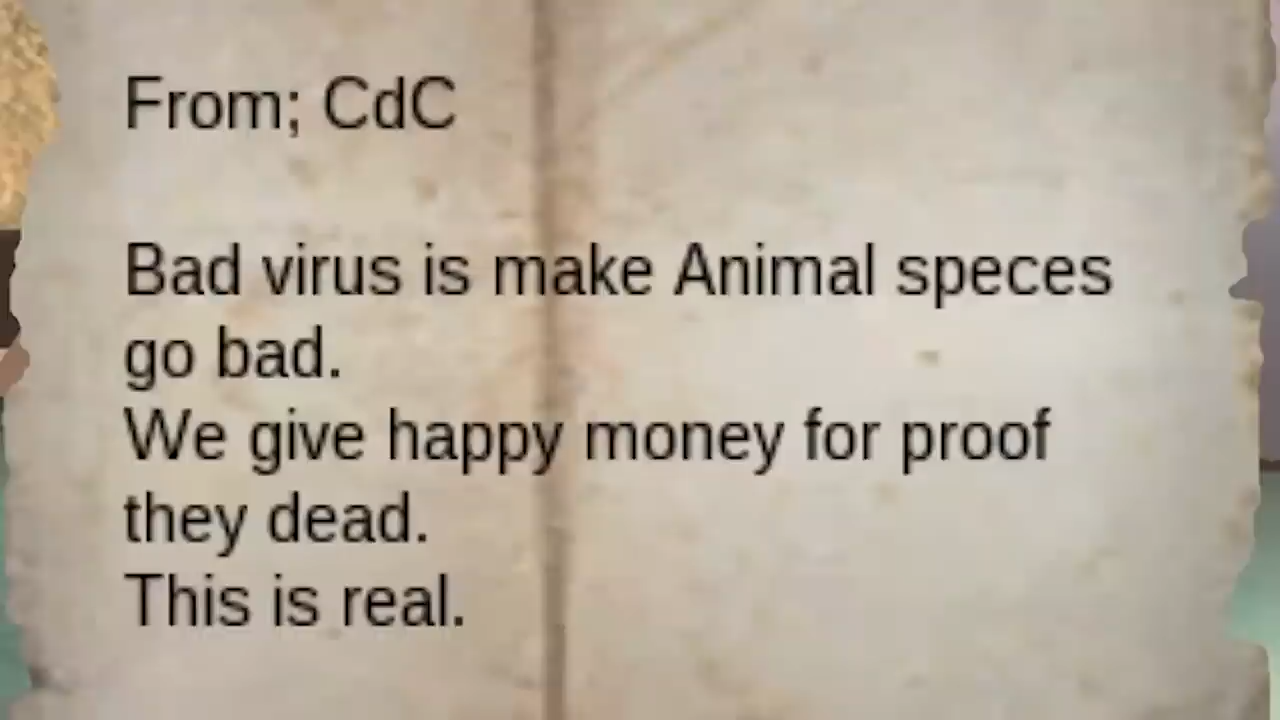 From; CdC
Bad virus is make Animal speces
go bad.
We give happy money for proof
they dead.
This is real.